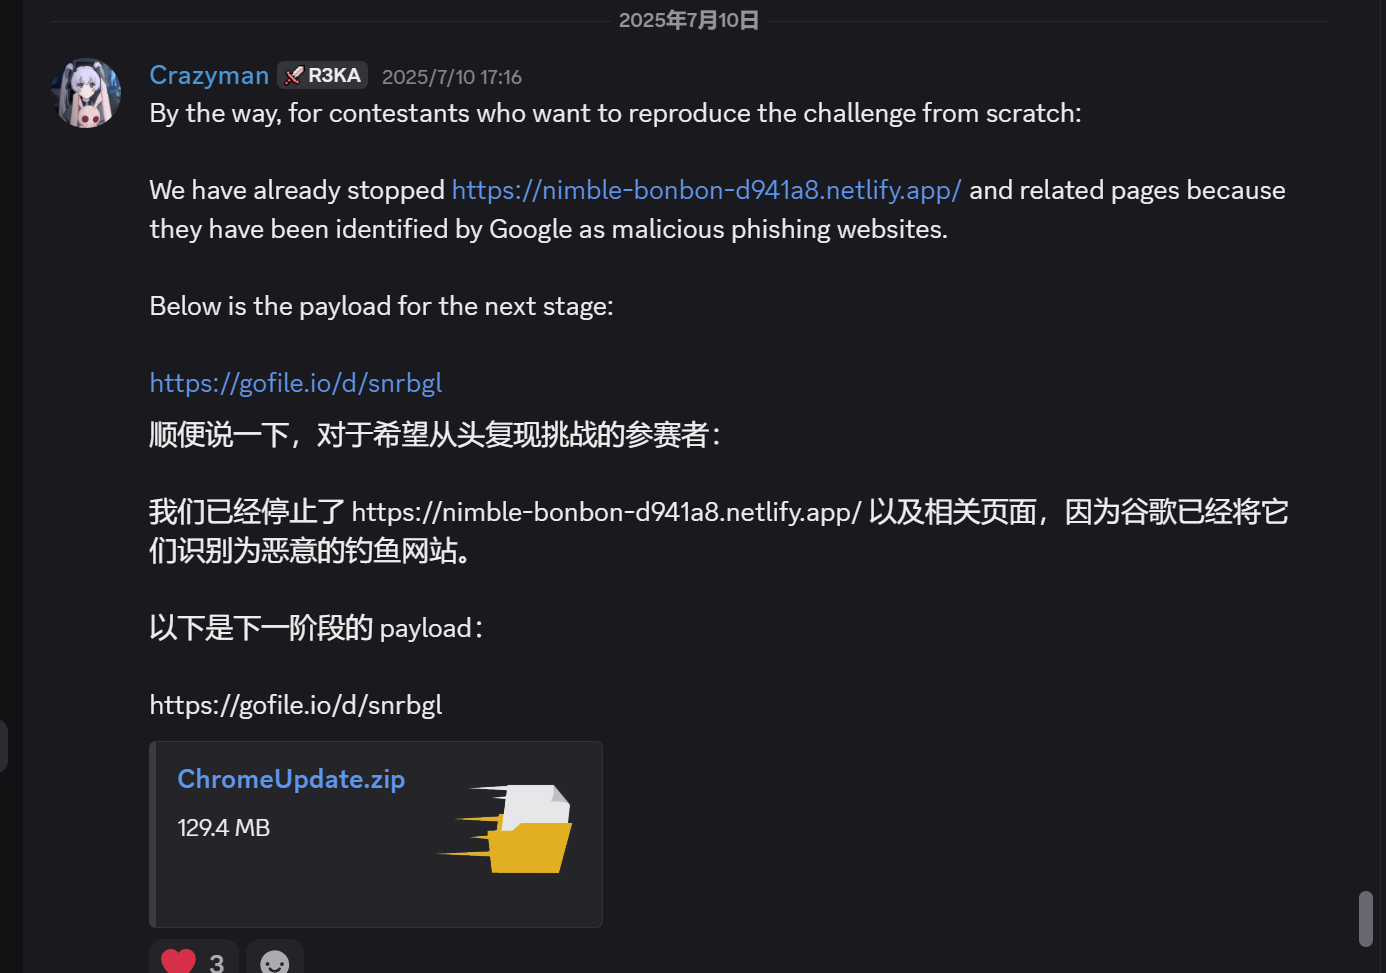 2025年7月10日
Crazyman R3KA 2025/7/10 17:16
By the way, for contestants who want to reproduce the challenge from scratch:
We have already stopped https://nimble-bonbon-d941a8.netlify.app/ and related pages because
they have been identified by Google as malicious phishing websites.
Below is the payload for the next stage:
https://gofile.io/d/snrbgl
顺便说一下，对于希望从头复现挑战的参赛者：
我们已经停止了 https://nimble-bonbon-d941a8.netlify.app/ 以及相关页面，因为谷歌已经将它
们识别为恶意的钓鱼网站。
以下是下一阶段的 payload：
https://gofile.io/d/snrbgl
ChromeUpdate.zip
129.4 MB
3